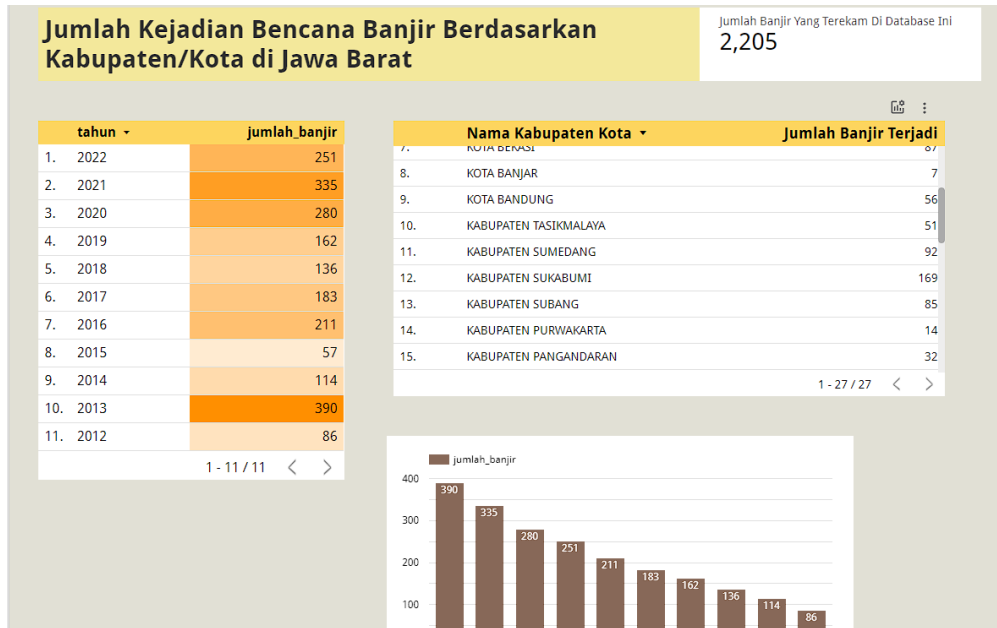 Jumlah Kejadian Bencana Banjir Berdasarkan
Kabupaten/Kota di Jawa Barat
Jumlah Banjir Yang Terekam Di Database Ini
2,205
tahun jumlah_banjir
1. 2022 251
2. 2021 335
3. 2020 280
4. 2019 162
5. 2018 136
6. 2017 183
7. 2016 211
8. 2015 57
9. 2014 114
10. 2013 390
11. 2012 86
1 - 11 / 11
Nama Kabupaten Kota Jumlah Banjir Terjadi
7. KOTA BEKASI 87
8. KOTA BANJAR 7
9. KOTA BANDUNG 56
10. KABUPATEN TASIKMALAYA 51
11. KABUPATEN SUMEDANG 92
12. KABUPATEN SUKABUMI 169
13. KABUPATEN SUBANG 85
14. KABUPATEN PURWAKARTA 14
15. KABUPATEN PANGANDARAN 32
1 - 27 / 27
jumlah_banjir
400
300
200
100
390
335
280
251
211
183
162
136
114
86